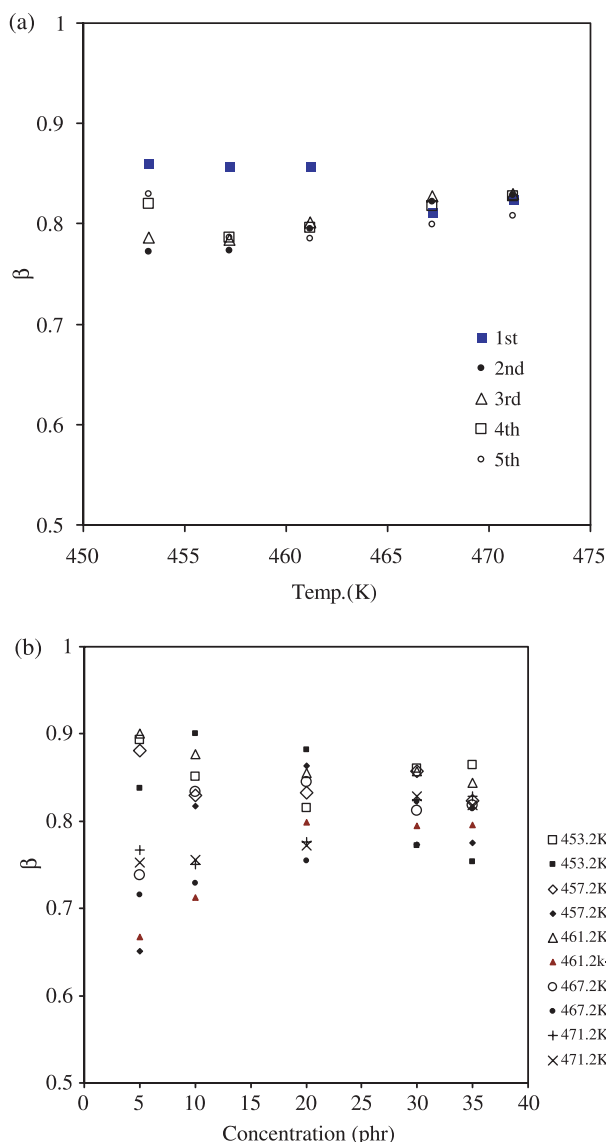 (a)
1
0.9
0.8
β
0.7
1st
2nd
0.6
3rd
4th
5th
0.5
450
455
460
465
470
475
Temp.(K)
(b)
1
0.9
0.8
β
0.7
0.6
0.5
0
5
10
15
20
25
30
35
40
Concentration (phr)
453.2K
453.2K
457.2K
457.2K
461.2K
461.2k-
467.2K
467.2K
471.2K
471.2K